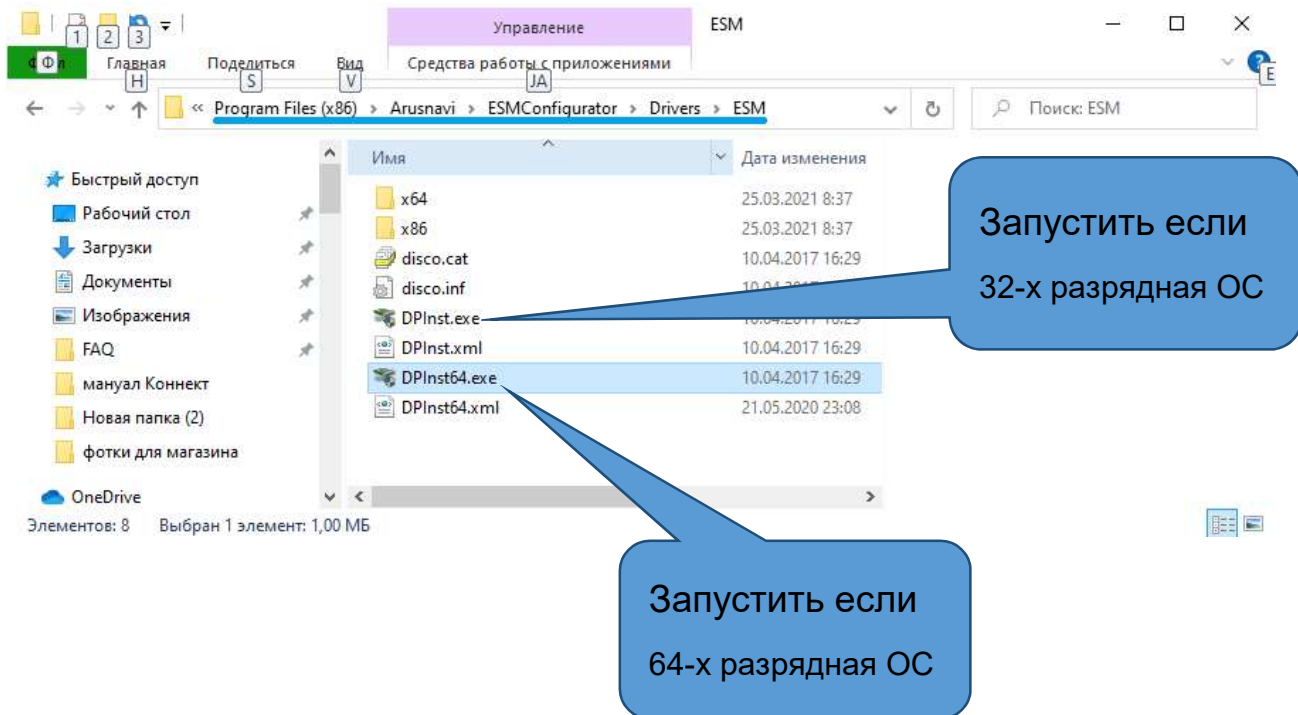 Управление
ESM
1 2 3
Ф
Главная Поделиться Вид Средства работы с приложениями
H S V JA E
« Program Files (x86) › Arusnavi › ESMConfigurator › Drivers › ESM
Поиск: ESM
Имя Дата изменения
Быстрый доступ
Рабочий стол
Загрузки
Документы
Изображения
FAQ
мануал Коннект
Новая папка (2)
фотки для магазина
OneDrive
x64 25.03.2021 8:37
x86 25.03.2021 8:37
disco.cat 10.04.2017 16:29
disco.inf
DPInst.exe
DPInst.xml 10.04.2017 16:29
DPInst64.exe 10.04.2017 16:29
DPInst64.xml 21.05.2020 23:08
Запустить если
32-х разрядная ОС
Элементов: 8 Выбран 1 элемент: 1,00 МБ
Запустить если
64-х разрядная ОС